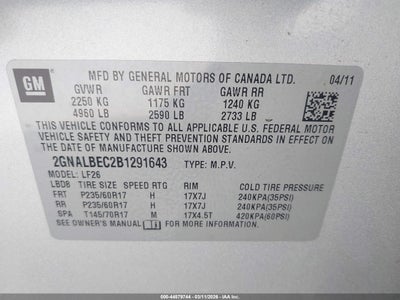 GM
MFD BY GENERAL MOTORS OF CANADA LTD. 04/11
GVWR GAWR FRT GAWR RR
2250 KG 1175 KG 1240 KG
4960 LB 2590 LB 2733 LB
THIS VEHICLE CONFORMS TO ALL APPLICABLE U.S. FEDERAL MOTOR
VEHICLE SAFETY AND THEFT PREVENTION STANDARDS IN EFFECT ON
THE DATE OF MANUFACTURE SHOWN ABOVE.
2GNALBEC2B1291643 TYPE: M.P.V.
MODEL: LF26
LBD8 TIRE SIZE SPEED RTG RIM COLD TIRE PRESSURE
FRT P235/60R17 H 17X7J 240KPA(35PSI)
RR P235/60R17 H 17X7J 240KPA(35PSI)
SPA T145/70R17 M 17X4.5T 420KPA(60PSI)
SEE OWNER'S MANUAL FOR MORE INFORMATION.
000-44979744 - 03/11/2026 - IAA